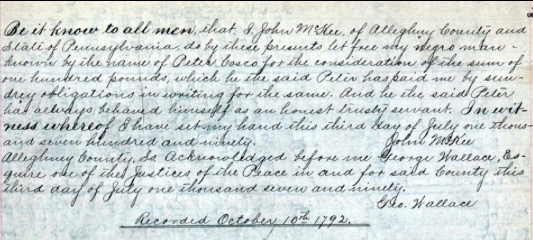 Be it know to all men, that, I, John McKee, of Allegheny County and
State of Pennsylvania, do by these presents let free my negro man
known by the name of Peter Cosco for the consideration of the sum of
one hundred pounds, which he the said Peter has paid me by sun-
drey obligations in writing for the same. And he the said Peter
has always behaved himself as an honest trusty servant. In wit-
ness whereof I have set my hand this third day of July one thous-
and seven hundred and ninety. John McKee
Allegheny County, Ss Acknowledged before me George Wallace, Es-
quire one of the Justices of the Peace in and for said County this
third day of July one thousand seven and ninety.
Geo. Wallace
Recorded October 10th 1792.